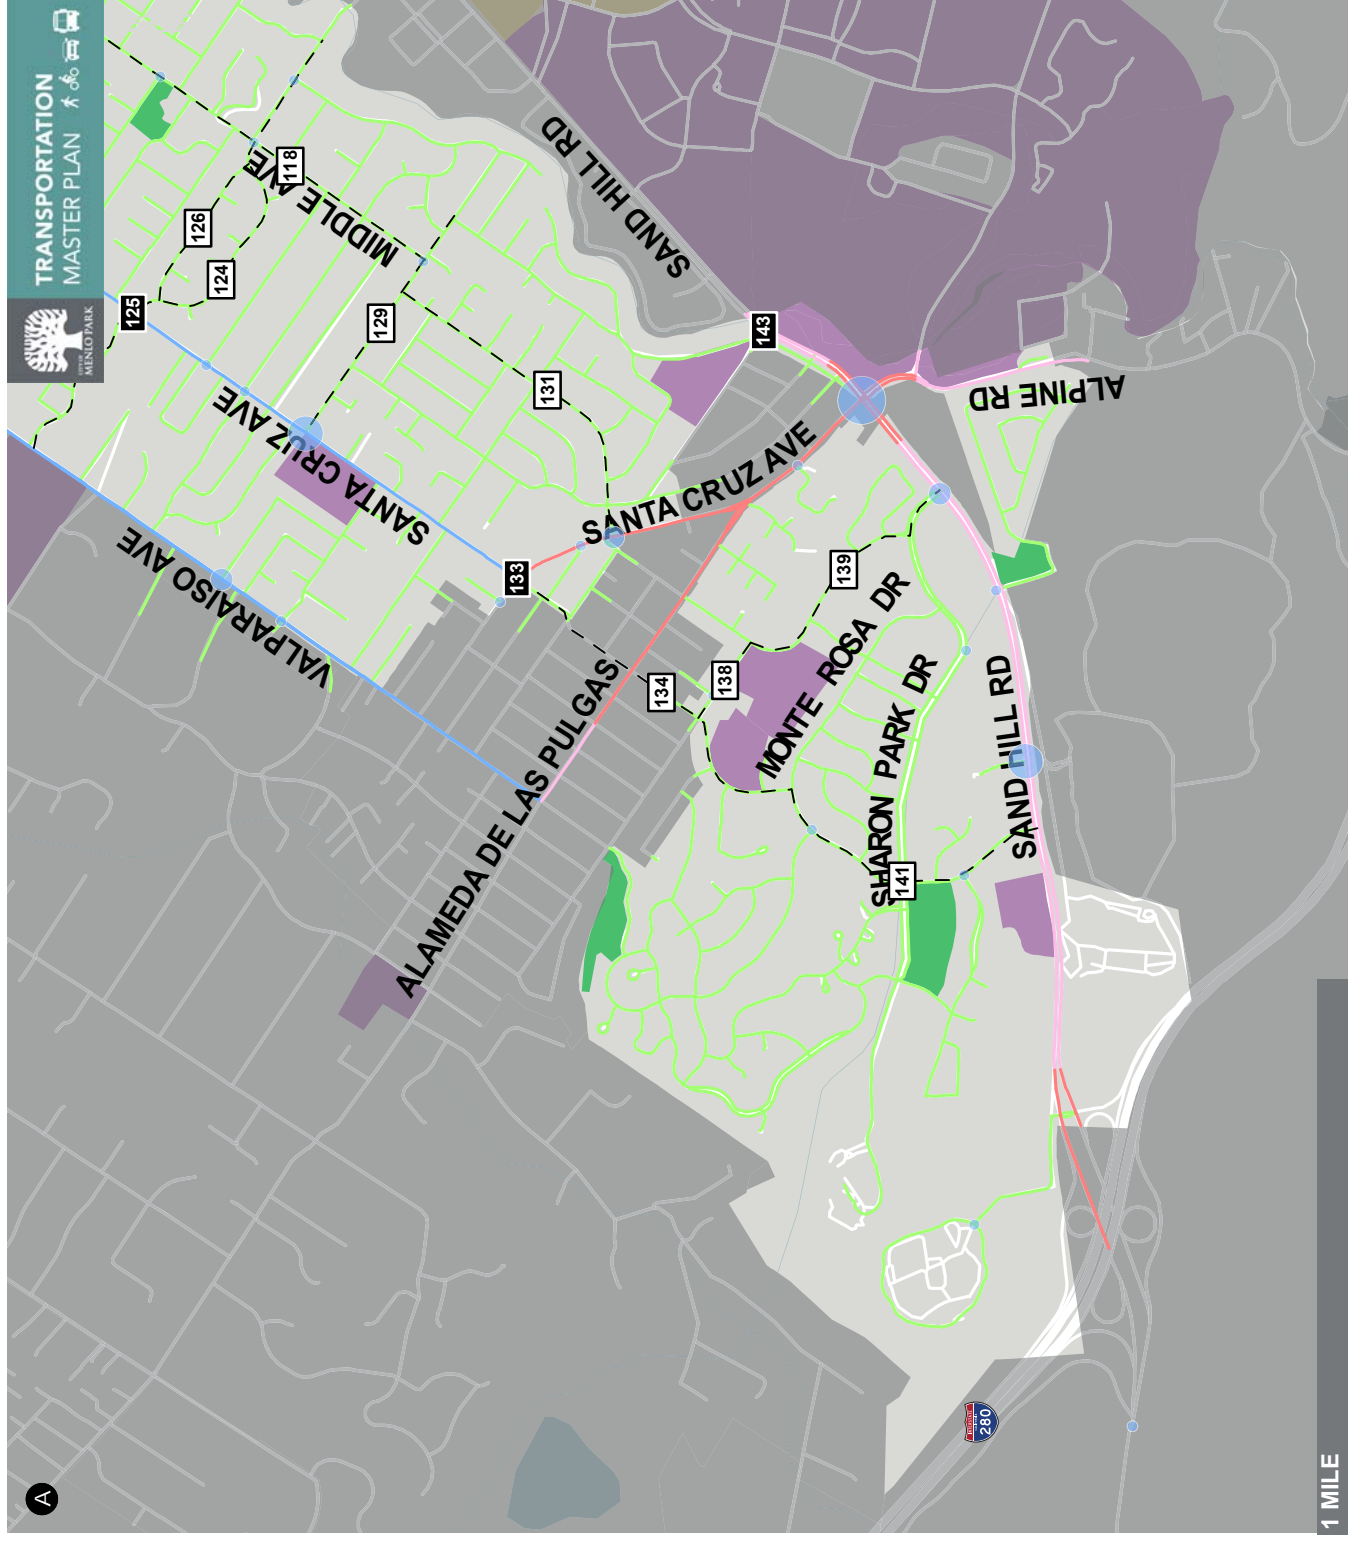 TRANSPORTATION
MASTER PLAN
CITY OF
MENLO PARK
SAND HILL RD
MIDDLE AVE
118
126
124
125
129
131
143
SANTA CRUZ AVE
SANTA CRUZ AVE
ALPINE RD
VALPARAISO AVE
133
139
134
138
MONTE ROSA DR
SHARON PARK DR
141
SAND HILL RD
ALAMEDA DE LAS PULGAS
INTERSTATE
280
A
1 MILE